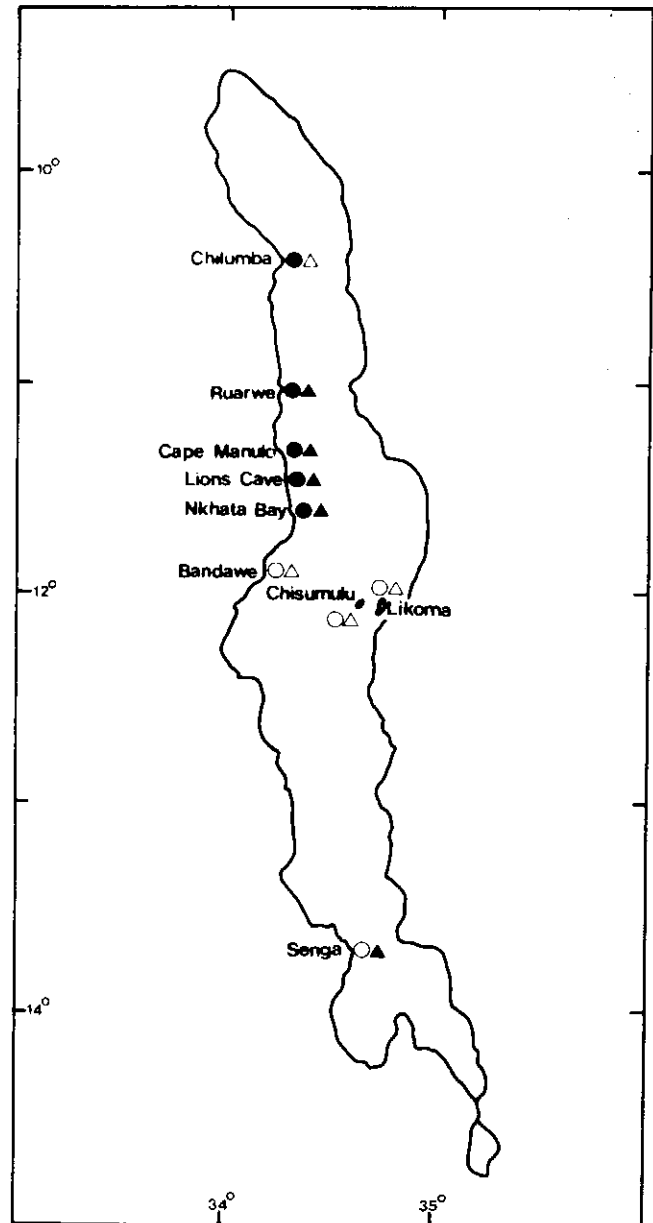 10°
Chilumba
Ruarwe
Cape Manulo
Lions Cave
Nkhata Bay
Bandawe
Chisumulu
12°
Likoma
Senga
14°
34°
35°